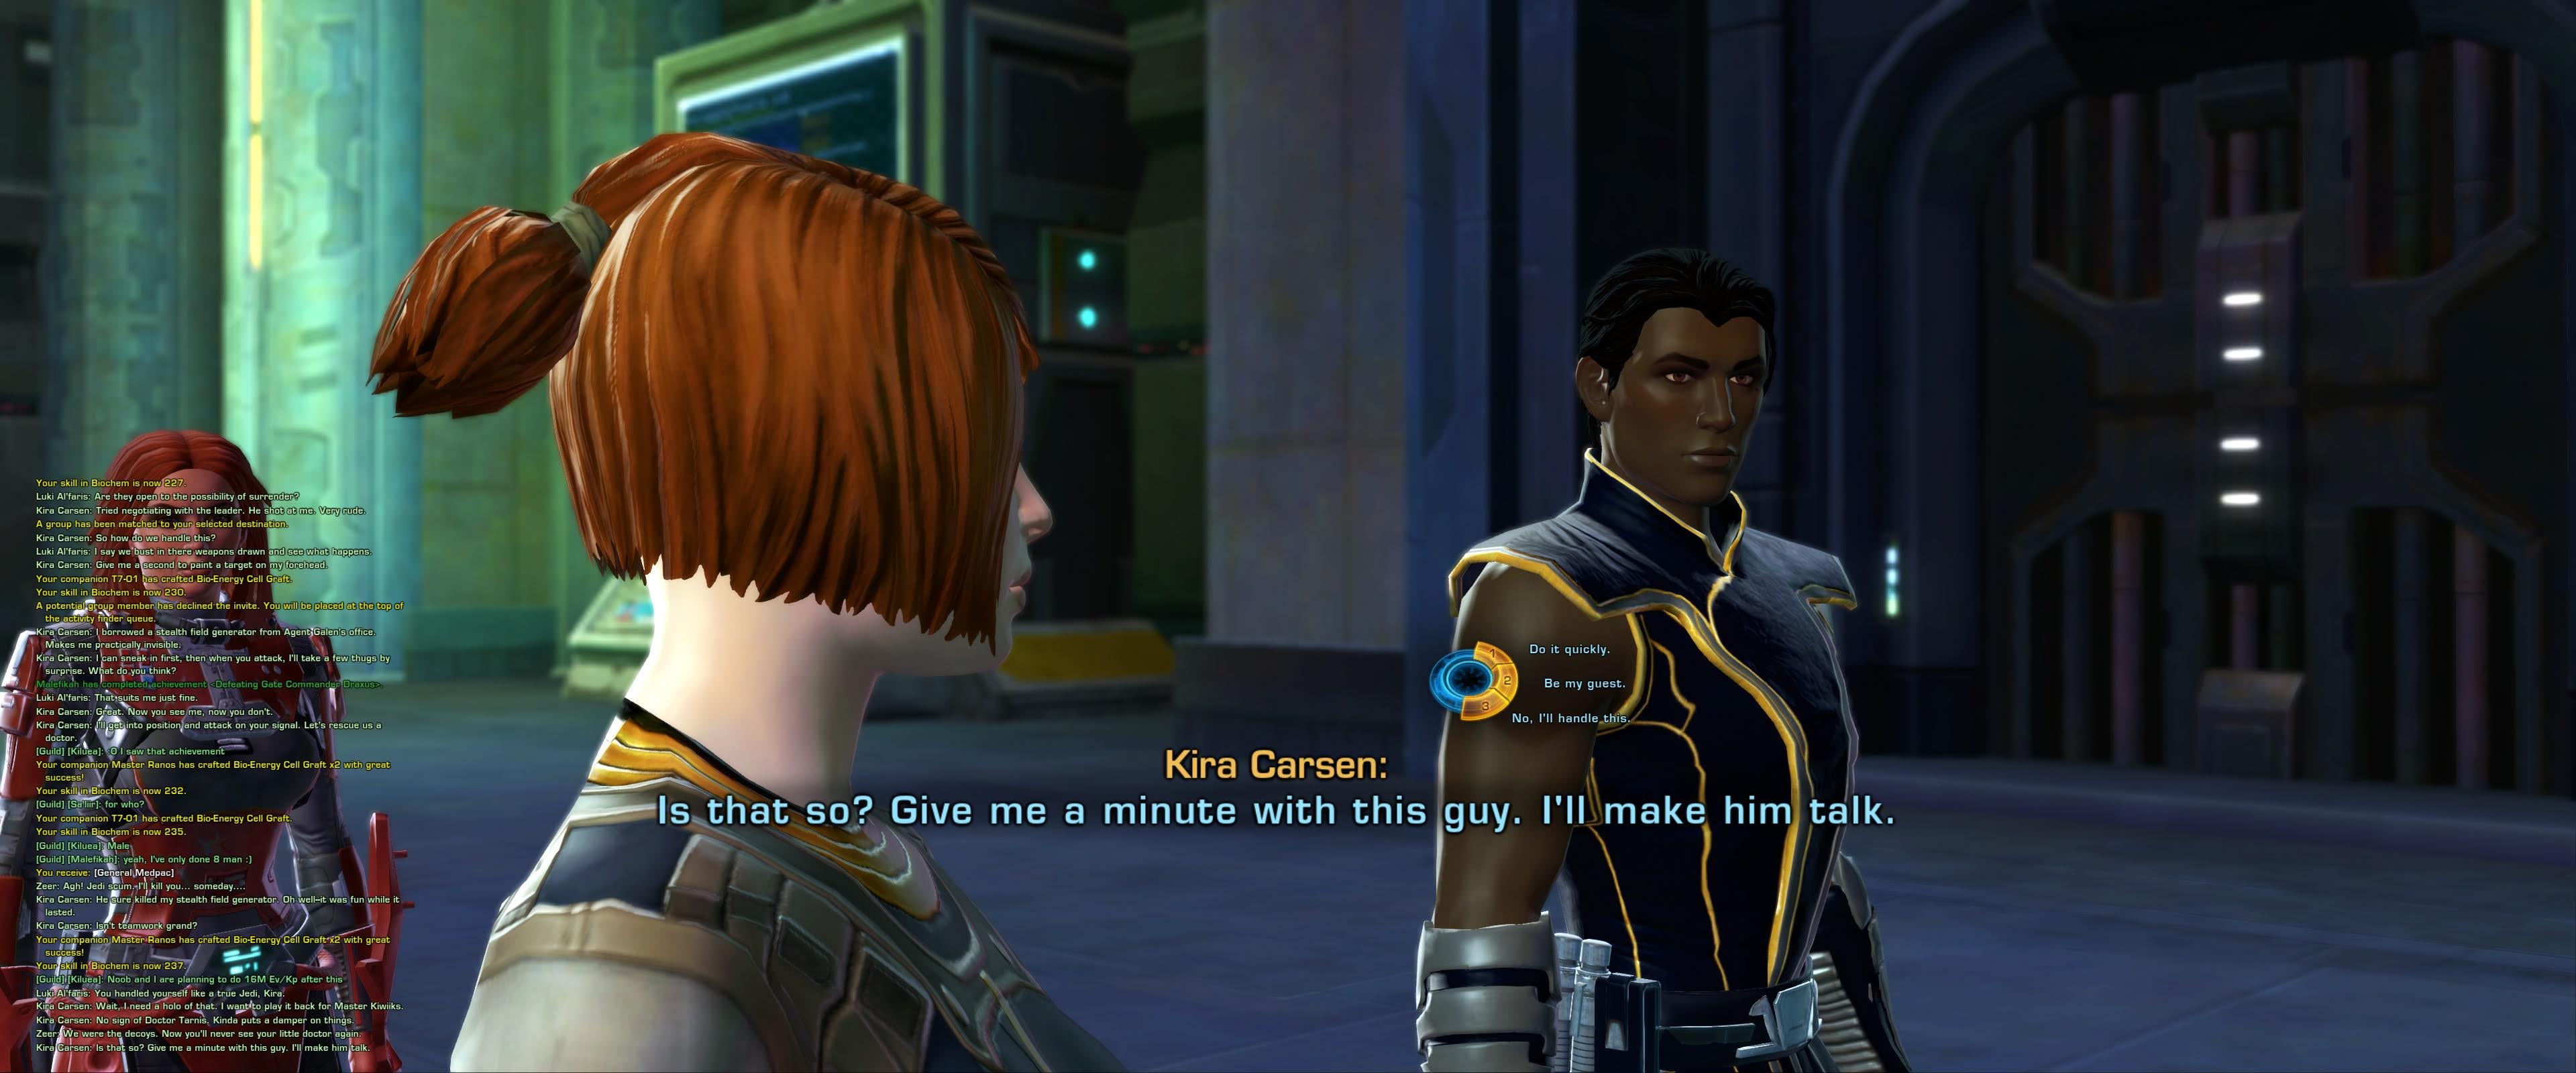 Your skill in Biochem is now 227.
Luki Al'faris: Are they open to the possibility of surrender?
Kira Carsen: Tried negotiating with the leader. He shot at me. Very rude.
A group has been matched to your selected destination.
Kira Carsen: So how do we handle this?
Luki Al'faris: I say we bust in there weapons drawn and see what happens.
Kira Carsen: Give me a second to paint a target on my forehead.
Your companion T7-O1 has crafted Bio-Energy Cell Graft.
Your skill in Biochem is now 230.
A potential group member has declined the invite. You will be placed at the top of
the activity finder queue.
Kira Carsen: I borrowed a stealth field generator from Agent Galen's office.
Makes me practically invisible.
Kira Carsen: I can sneak in first, then when you attack, I'll take a few thugs by
surprise. What do you think?
Malefikah has completed achievement <Defeating Gate Commander Draxus>.
Luki Al'faris: That suits me just fine.
Kira Carsen: Great. Now you see me, now you don't.
Kira Carsen: I'll get into position and attack on your signal. Let's rescue us a
doctor.
[Guild] [Kiluea]: :O I saw that achievement
Your companion Master Ranos has crafted Bio-Energy Cell Graft x2 with great
success!
Your skill in Biochem is now 232.
[Guild] [Sa'liir]: for who?
Your companion T7-O1 has crafted Bio-Energy Cell Graft.
Your skill in Biochem is now 235.
[Guild] [Kiluea]: Male
[Guild] [Malefikah]: yeah, I've only done 8 man :)
You receive: [General Medpac]
Zeer: Agh! Jedi scum. I'll kill you... someday....
Kira Carsen: He sure killed my stealth field generator. Oh well--it was fun while it
lasted.
Kira Carsen: Isn't teamwork grand?
Your companion Master Ranos has crafted Bio-Energy Cell Graft x2 with great
success!
Your skill in Biochem is now 237.
[Guild] [Kiluea]: Noob and I are planning to do 16M Ev/Kp after this
Luki Al'faris: You handled yourself like a true Jedi, Kira.
Kira Carsen: Wait, I need a holo of that. I want to play it back for Master Kiwiiks.
Kira Carsen: No sign of Doctor Tarnis. Kinda puts a damper on things.
Zeer: We were the decoys. Now you'll never see your little doctor again.
Kira Carsen: Is that so? Give me a minute with this guy. I'll make him talk.
1 Do it quickly.
2 Be my guest.
3 No, I'll handle this.
Kira Carsen:
Is that so? Give me a minute with this guy. I'll make him talk.